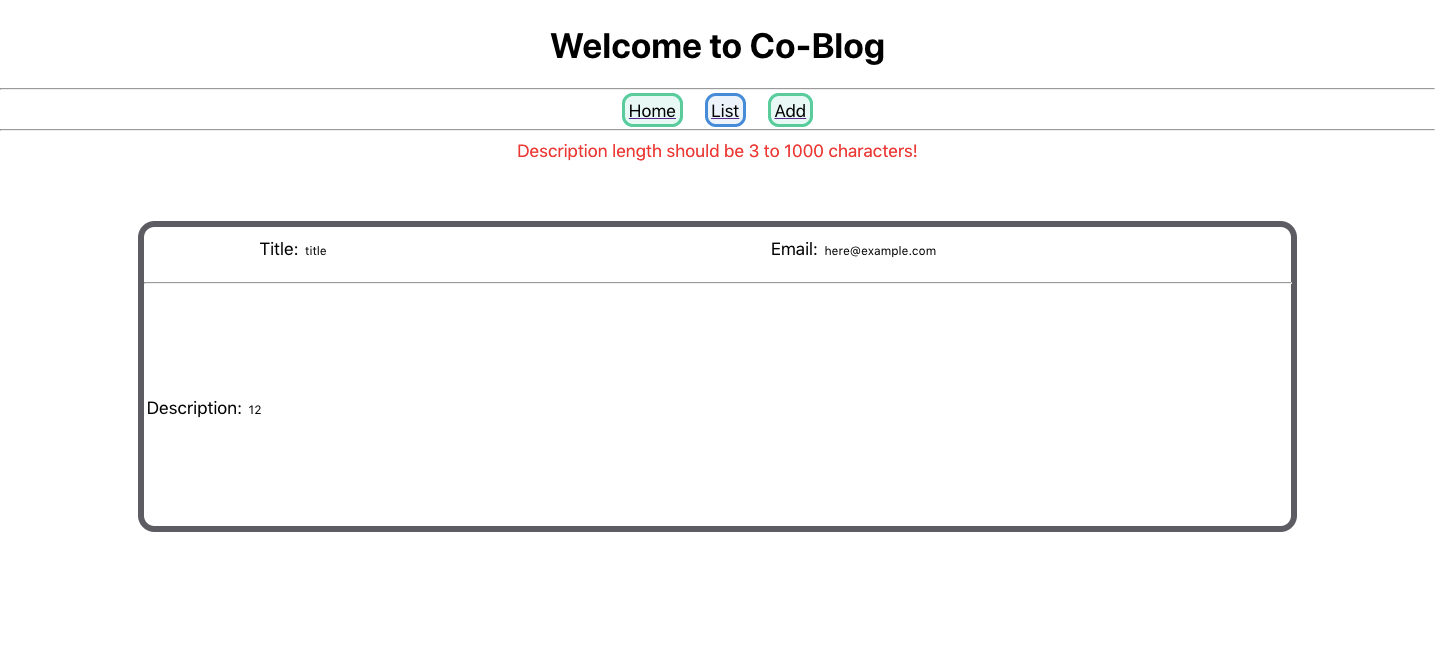 Welcome to Co-Blog
Home List Add
Description length should be 3 to 1000 characters!
Title: title Email: here@example.com
Description: 12